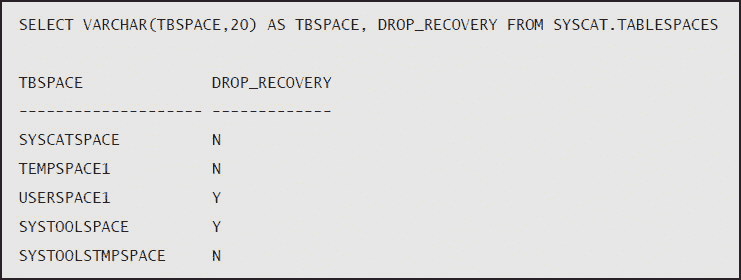 SELECT VARCHAR(TBSPACE,20) AS TBSPACE, DROP_RECOVERY FROM SYSCAT.TABLESPACES
TBSPACE DROP_RECOVERY
-------------------- -------------
SYSCATSPACE N
TEMPSPACE1 N
USERSPACE1 Y
SYSTOOLSPACE Y
SYSTOOLSTMPSPACE N